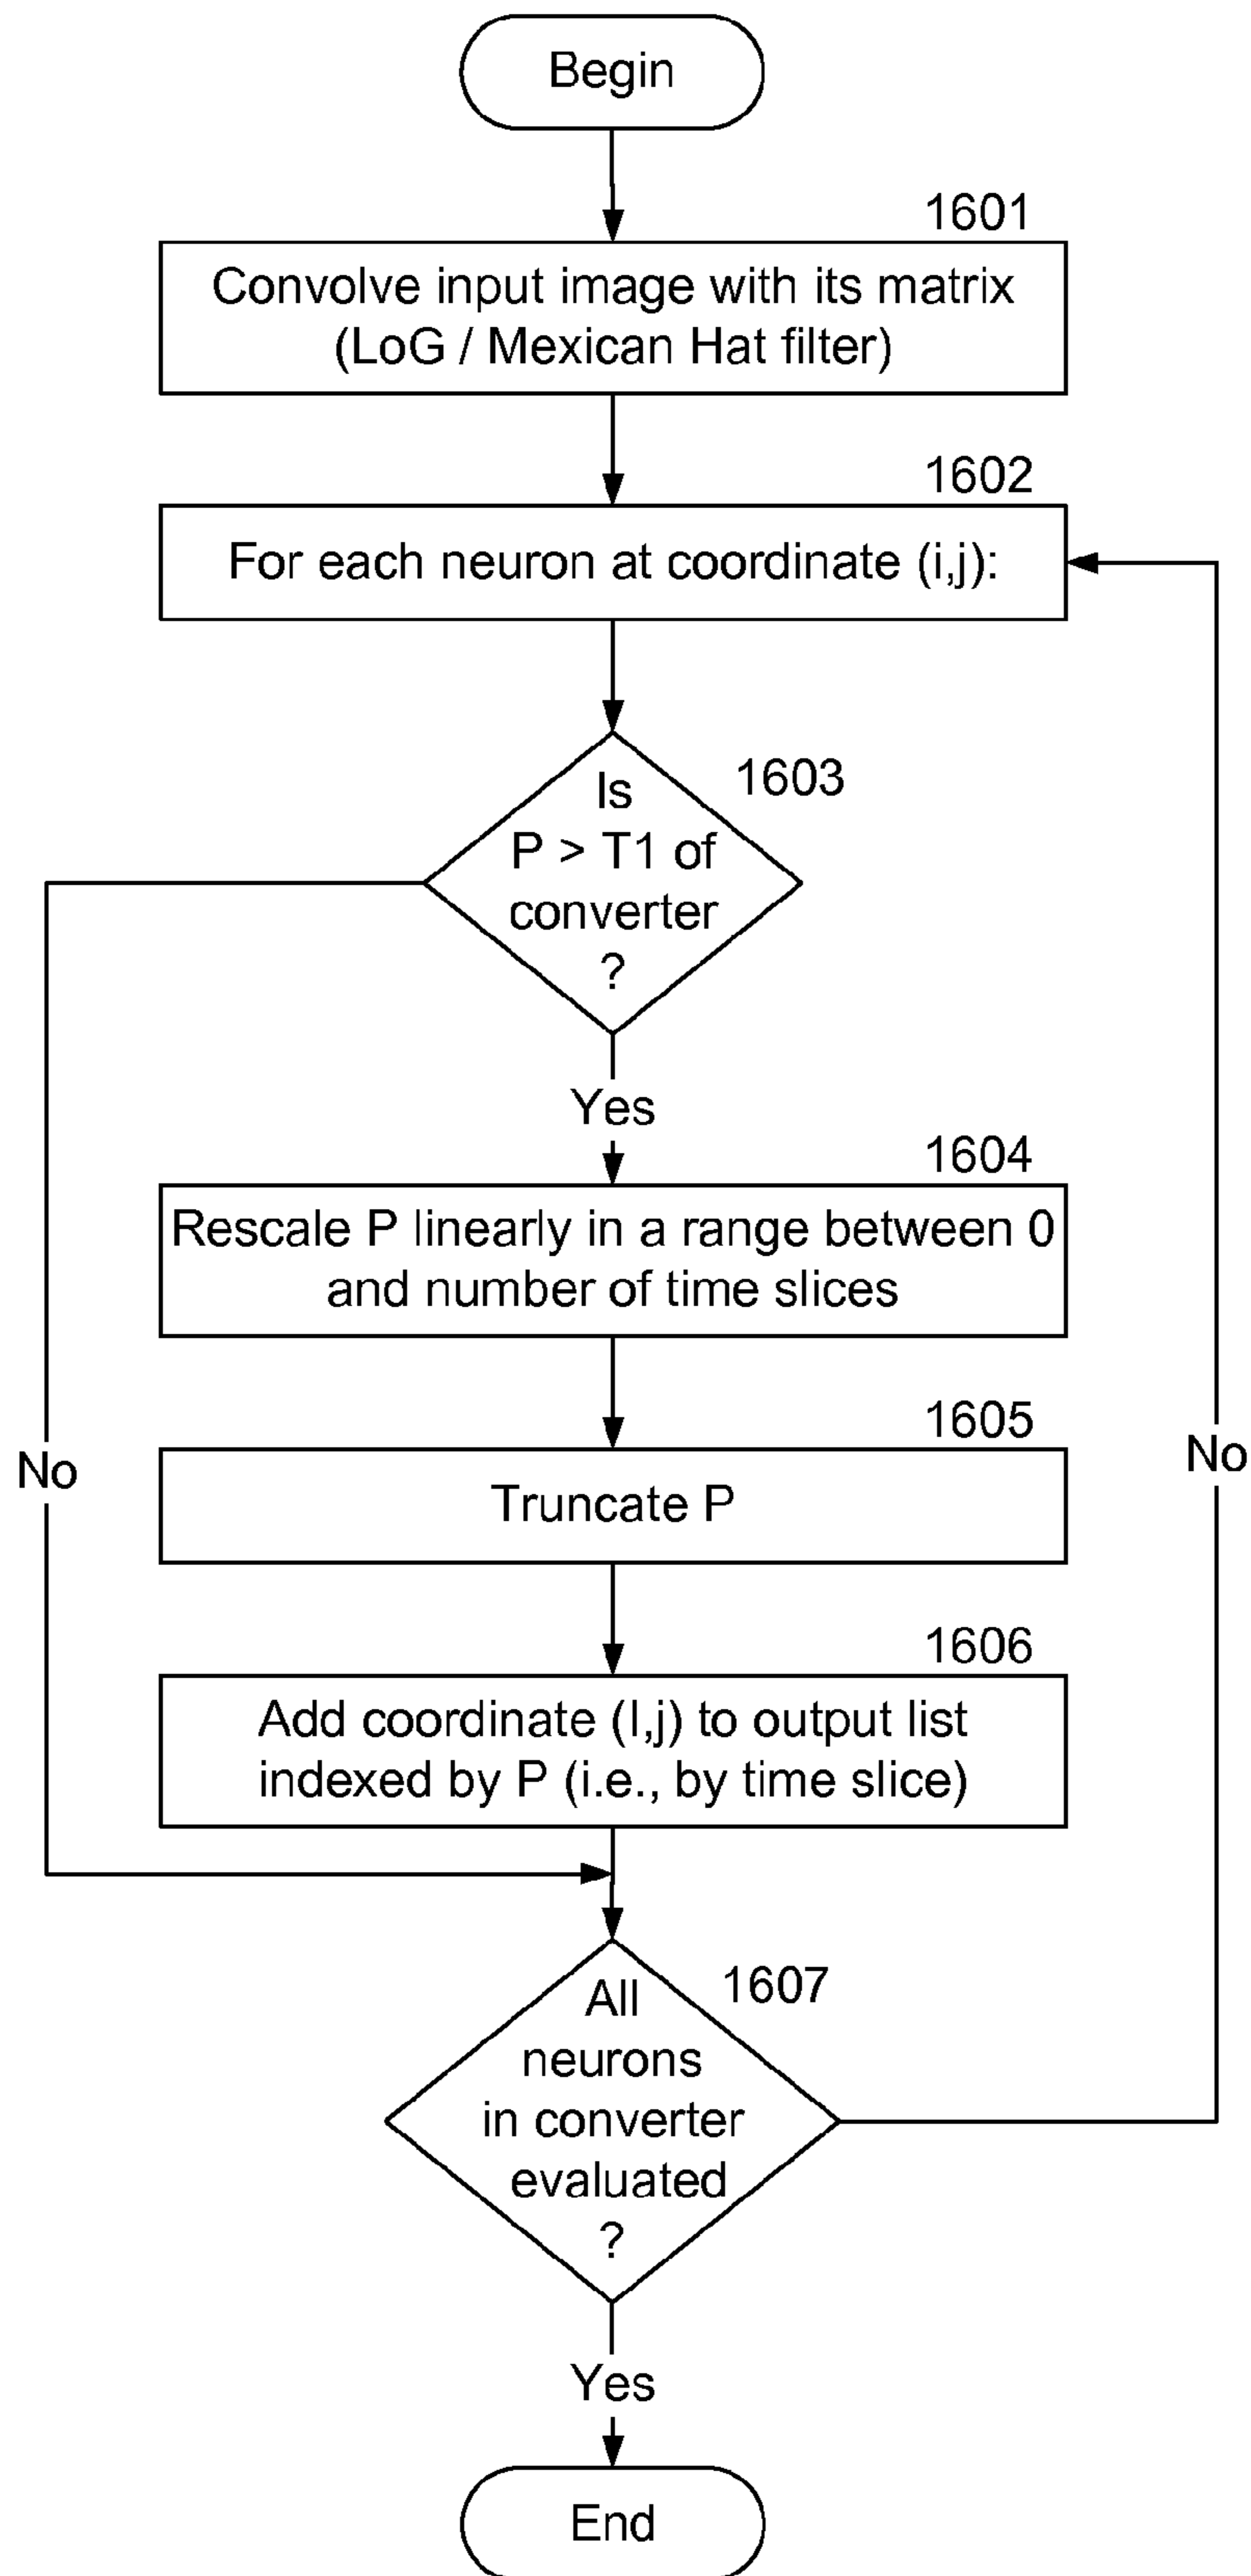 Begin
1601
Convolve input image with its matrix
(LoG / Mexican Hat filter)
1602
For each neuron at coordinate (i,j):
1603
Is
P > T1 of
converter
?
Yes
1604
Rescale P linearly in a range between 0
and number of time slices
1605
No
No
Truncate P
1606
Add coordinate (I,j) to output list
indexed by P (i.e., by time slice)
1607
All
neurons
in converter
evaluated
?
Yes
End